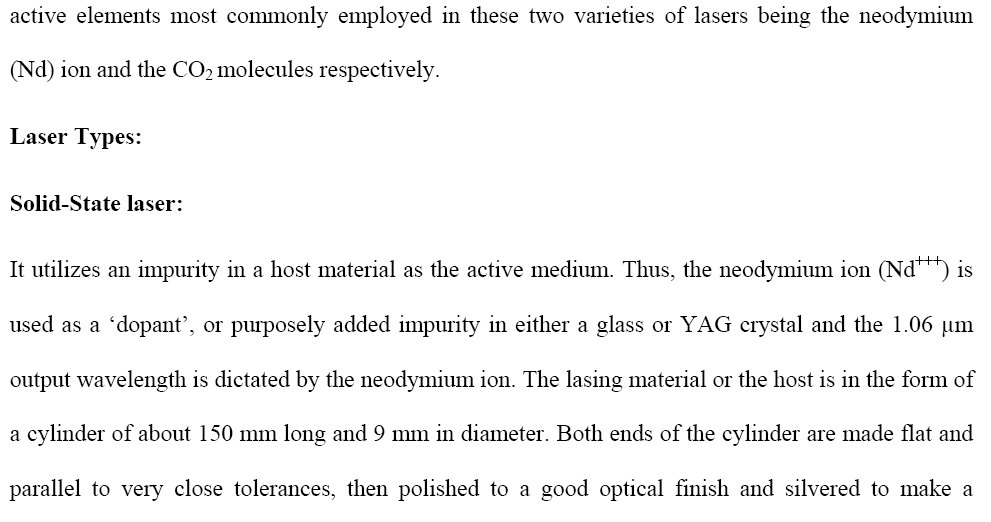 active elements most commonly employed in these two varieties of lasers being the neodymium
(Nd) ion and the CO₂ molecules respectively.
Laser Types:
Solid-State laser:
It utilizes an impurity in a host material as the active medium. Thus, the neodymium ion (Nd⁺⁺⁺) is
used as a ‘dopant’, or purposely added impurity in either a glass or YAG crystal and the 1.06 μm
output wavelength is dictated by the neodymium ion. The lasing material or the host is in the form of
a cylinder of about 150 mm long and 9 mm in diameter. Both ends of the cylinder are made flat and
parallel to very close tolerances, then polished to a good optical finish and silvered to make a